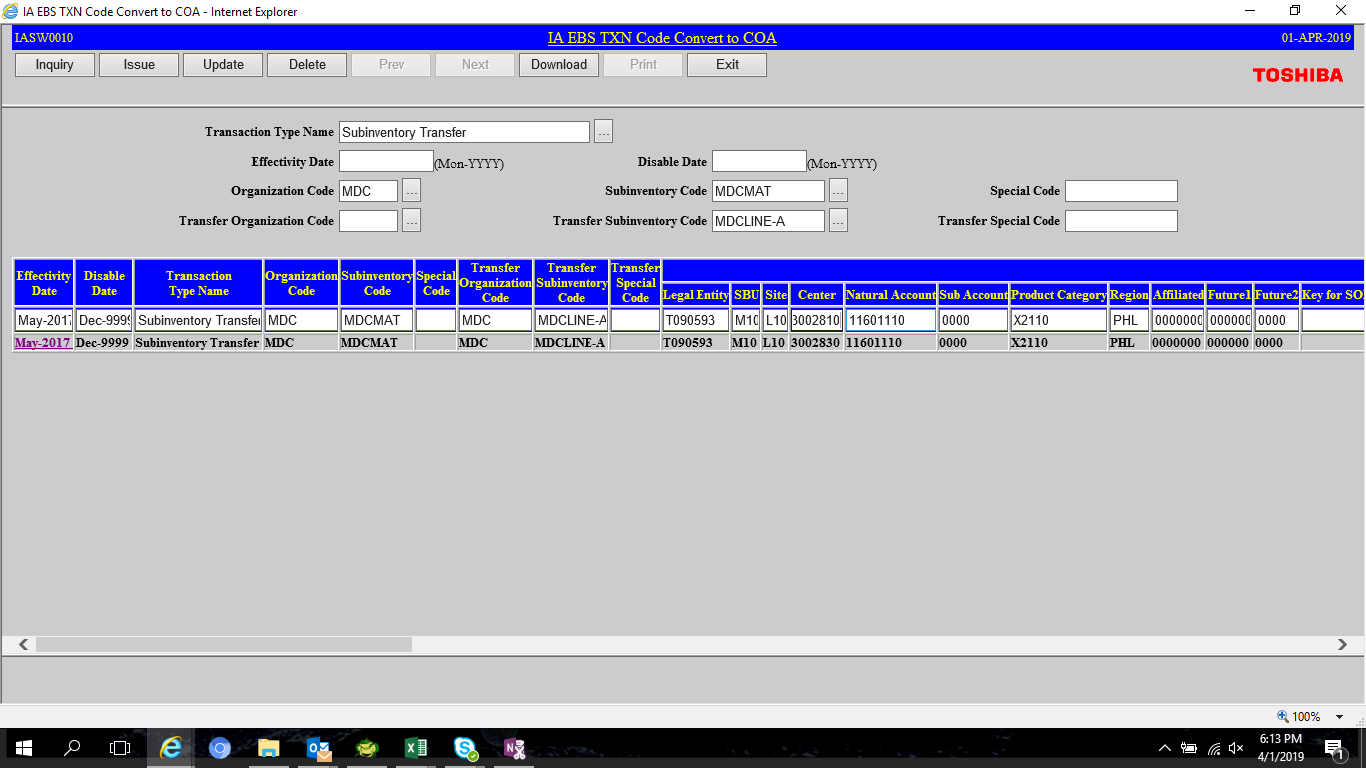 IA EBS TXN Code Convert to COA - Internet Explorer
IASW0010 IA EBS TXN Code Convert to COA 01-APR-2019
Inquiry Issue Update Delete Prev Next Download Print Exit
TOSHIBA
Transaction Type Name Subinventory Transfer ...
Effectivity Date (Mon-YYYY) Disable Date (Mon-YYYY)
Organization Code MDC ... Subinventory Code MDCMAT ... Special Code
Transfer Organization Code ... Transfer Subinventory Code MDCLINE-A ... Transfer Special Code
Effectivity Date Disable Date Transaction Type Name Organization Code Subinventory Code Special Code Transfer Organization Code Transfer Subinventory Code Transfer Special Code
Legal Entity SBU Site Center Natural Account Sub Account Product Category Region Affiliated Future1 Future2 Key for SO
May-2017 Dec-9999 Subinventory Transfer MDC MDCMAT MDC MDCLINE-A T090593 M10 L10 3002810 11601110 0000 X2110 PHL 0000000 000000 0000
May-2017 Dec-9999 Subinventory Transfer MDC MDCMAT MDC MDCLINE-A T090593 M10 L10 3002830 11601110 0000 X2110 PHL 0000000 000000 0000
100%
6:13 PM
4/1/2019
1